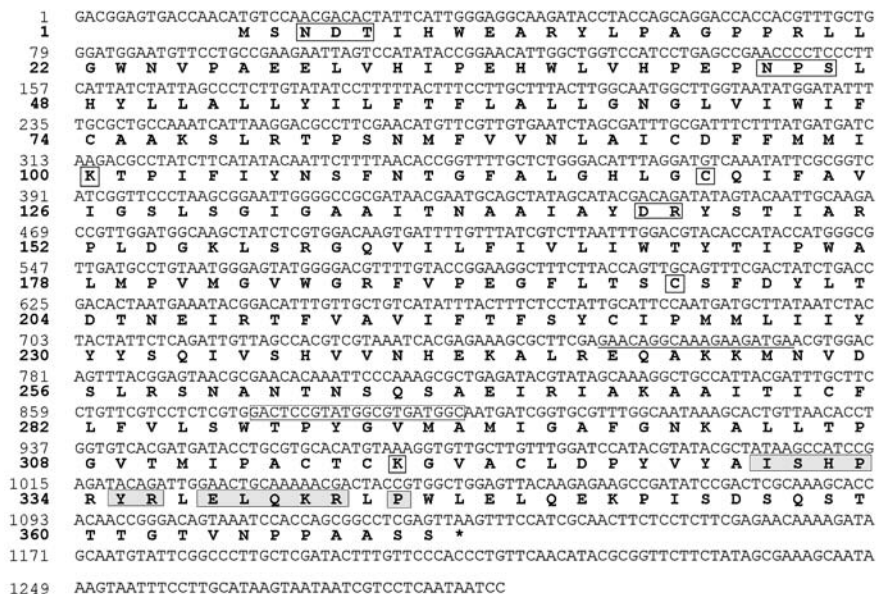 1 GACGGAGTGACCAACATGTCCAACGACACTATTCATTGGGAGGCAAGATACCTACCAGCAGGACCACCACGTTTGCTG
1 M S N D T I H W E A R Y L P A G P P R L L
79 GGATGGAATGTTCCTGCCGAAGAATTAGTCCATATACCGGAACATTGGCTGGTCCATCCTGAGCCGAACCCCTCCCTT
22 G W N V P A E E L V H I P E H W L V H P E P N P S L
157 CATTATCTATTAGCCCTCTTGTATATCCTTTTTACTTTCCTTGCTTTACTTGGCAATGGCTTGGTAATATGGATATTT
48 H Y L L A L L Y I L F T F L A L L G N G L V I W I F
235 TGCGCTGCCAAATCATTAAGGACGCCTTCGAACATGTTCGTTGTGAATCTAGCGATTTGCGATTTCTTTATGATGATC
74 C A A K S L R T P S N M F V V N L A I C D F F M M I
313 AAGACGCCTATCTTCATATACAATTCTTTTAACACCGGTTTTGCTCTGGGACATTTAGGATGTCAAATATTCGCGGTC
100 K T P I F I Y N S F N T G F A L G H L G C Q I F A V
391 ATCGGTTCCCTAAGCGGAATTGGGGCCGCGATAACGAATGCAGCTATAGCATACGACAGATATAGTACAATTGCAAGA
126 I G S L S G I G A A I T N A A I A Y D R Y S T I A R
469 CCGTTGGATGGCAAGCTATCTCGTGGACAAGTGATTTTGTTTATCGTCTTAATTTGGACGTACACCATACCATGGGCG
152 P L D G K L S R G Q V I L F I V L I W T Y T I P W A
547 TTGATGCCTGTAATGGGAGTATGGGGACGTTTTGTACCGGAAGGCTTTCTTACCAGTTGCAGTTTCGACTATCTGACC
178 L M P V M G V W G R F V P E G F L T S C S F D Y L T
625 GACACTAATGAAATACGGACATTTGTTGCTGTCATATTTACTTTCTCCTATTGCATTCCAATGATGCTTATAATCTAC
204 D T N E I R T F V A V I F T F S Y C I P M M L I I Y
703 TACTATTCTCAGATTGTTAGCCACGTCGTAAATCACGAGAAAGCGCTTCGAGAACAGGCAAAGAAGATGAACGTGGAC
230 Y Y S Q I V S H V V N H E K A L R E Q A K K M N V D
781 AGTTTACGGAGTAACGCGAACACAAATTCCCAAAGCGCTGAGATACGTATAGCAAAGGCTGCCATTACGATTTGCTTC
256 S L R S N A N T N S Q S A E I R I A K A A I T I C F
859 CTGTTCGTCCTCTCGTGGACTCCGTATGGCGTGATGGCAATGATCGGTGCGTTTGGCAATAAAGCACTGTTAACACCT
282 L F V L S W T P Y G V M A M I G A F G N K A L L T P
937 GGTGTCACGATGATACCTGCGTGCACATGTAAAGGTGTTGCTTGTTTGGATCCATACGTATACGCTATAAGCCATCCG
308 G V T M I P A C T C K G V A C L D P Y V Y A I S H P
1015 AGATACAGATTGGAACTGCAAAAACGACTACCGTGGCTGGAGTTACAAGAGAAGCCGATATCCGACTCGCAAAGCACC
334 R Y R L E L Q K R L P W L E L Q E K P I S D S Q S T
1093 ACAACCGGGACAGTAAATCCACCAGCGGCCTCGAGTTAAGTTTCCATCGCAACTTCTCCTCTTCGAGAACAAAAGATA
360 T T G T V N P P A A S S *
1171 GCAATGTATTCGGCCCTTGCTCGATACTTTGTTCCCACCCTGTTCAACATACGCGGTTCTTCTATAGCGAAAGCAATA
1249 AAGTAATTTCCTTGCATAAGTAATAATCGTCCTCAATAATCC